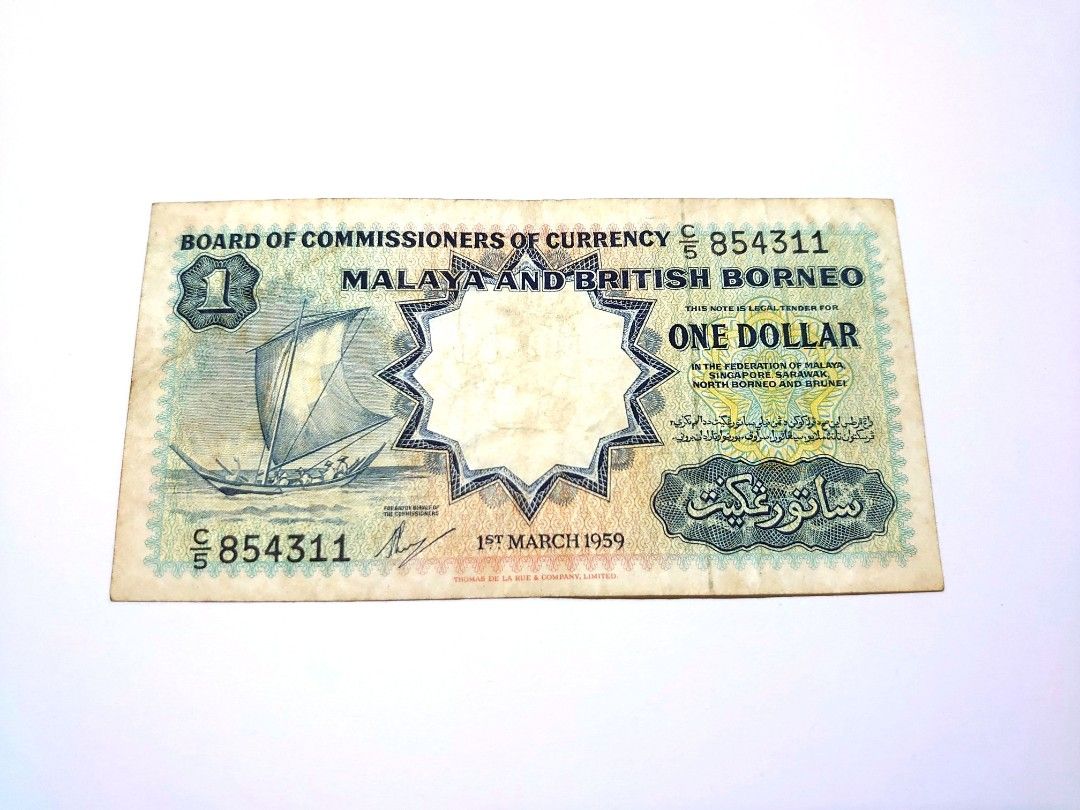 BOARD OF COMMISSIONERS OF CURRENCY C/5 854311
MALAYA AND BRITISH BORNEO
1
THIS NOTE IS LEGAL TENDER FOR
ONE DOLLAR
IN THE FEDERATION OF MALAYA,
SINGAPORE, SARAWAK,
NORTH BORNEO AND BRUNEI
ساتو رڠڬيت
FOR AND ON BEHALF OF
THE COMMISSIONERS
C/5 854311
1ST MARCH 1959
THOMAS DE LA RUE & COMPANY, LIMITED.